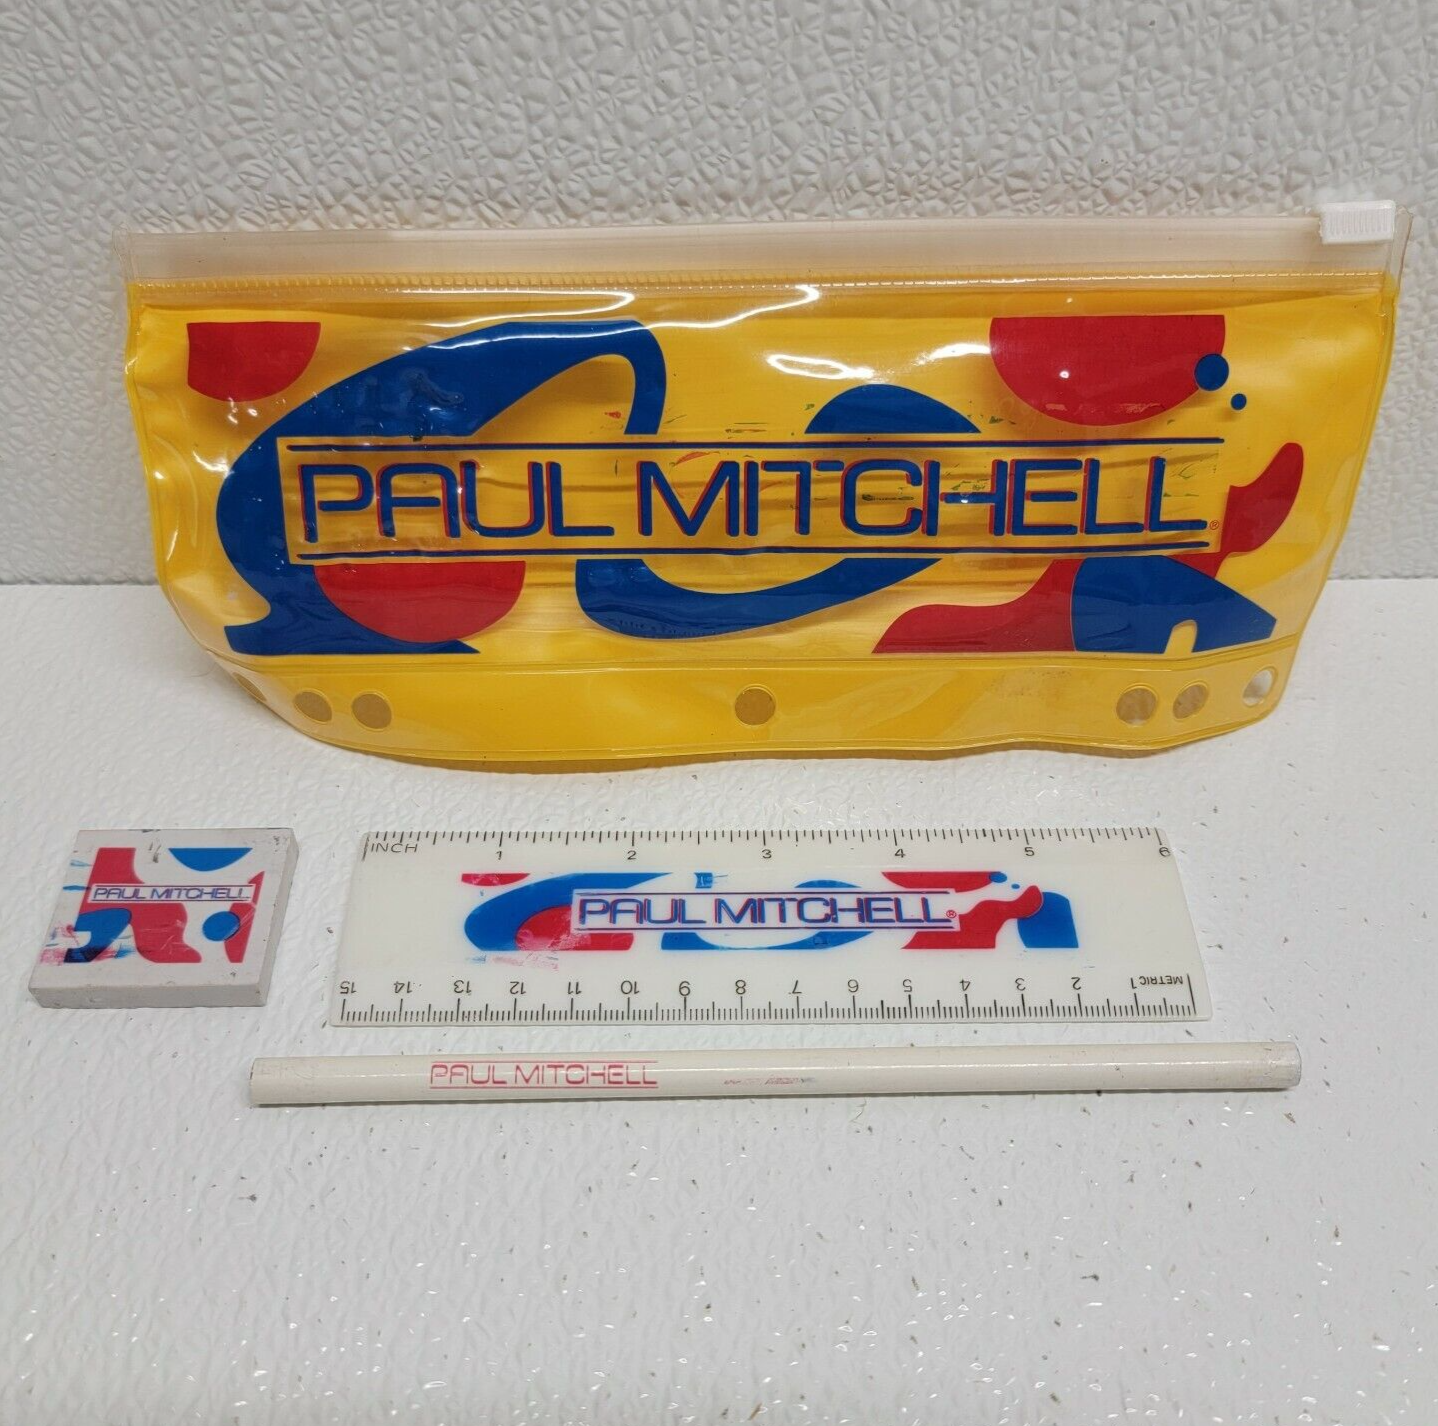 PAUL MITCHELL®
PAUL MITCHELL
INCH 1 2 3 4 5 6
PAUL MITCHELL®
15 14 13 12 11 10 9 8 7 6 5 4 3 2 1 METRIC
PAUL MITCHELL